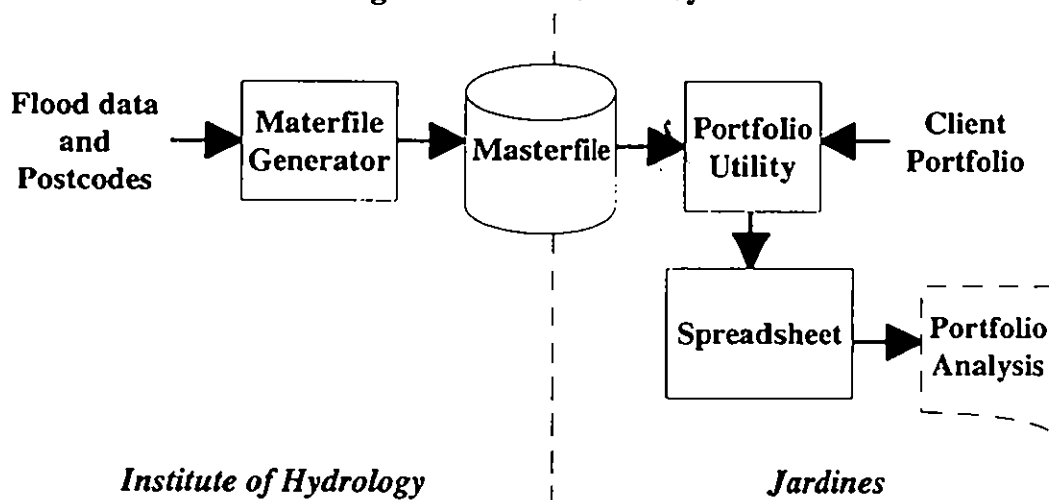 Flood data
and
Postcodes
Materfile
Generator
Masterfile
Portfolio
Utility
Client
Portfolio
Spreadsheet
Portfolio
Analysis
Institute of Hydrology
Jardines